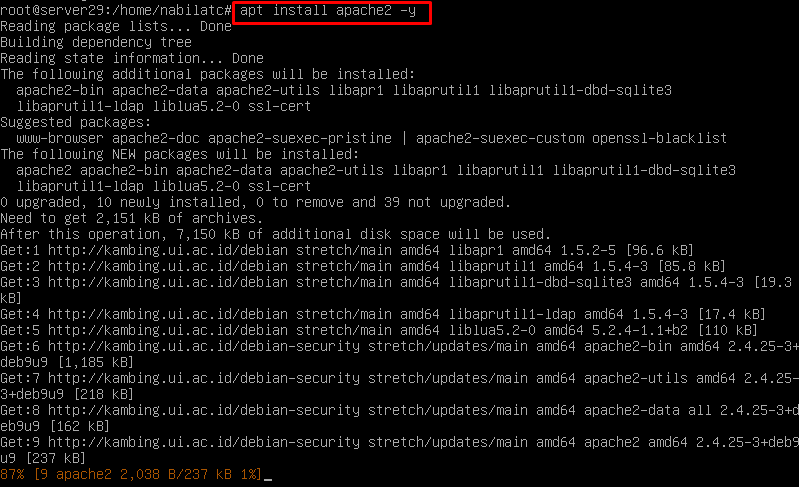 root@server29:/home/nabilatc# apt install apache2 -y
Reading package lists... Done
Building dependency tree
Reading state information... Done
The following additional packages will be installed:
  apache2-bin apache2-data apache2-utils libapr1 libaprutil1 libaprutil1-dbd-sqlite3
  libaprutil1-ldap liblua5.2-0 ssl-cert
Suggested packages:
  www-browser apache2-doc apache2-suexec-pristine | apache2-suexec-custom openssl-blacklist
The following NEW packages will be installed:
  apache2 apache2-bin apache2-data apache2-utils libapr1 libaprutil1 libaprutil1-dbd-sqlite3
  libaprutil1-ldap liblua5.2-0 ssl-cert
0 upgraded, 10 newly installed, 0 to remove and 39 not upgraded.
Need to get 2,151 kB of archives.
After this operation, 7,150 kB of additional disk space will be used.
Get:1 http://kambing.ui.ac.id/debian stretch/main amd64 libapr1 amd64 1.5.2-5 [96.6 kB]
Get:2 http://kambing.ui.ac.id/debian stretch/main amd64 libaprutil1 amd64 1.5.4-3 [85.8 kB]
Get:3 http://kambing.ui.ac.id/debian stretch/main amd64 libaprutil1-dbd-sqlite3 amd64 1.5.4-3 [19.3
kB]
Get:4 http://kambing.ui.ac.id/debian stretch/main amd64 libaprutil1-ldap amd64 1.5.4-3 [17.4 kB]
Get:5 http://kambing.ui.ac.id/debian stretch/main amd64 liblua5.2-0 amd64 5.2.4-1.1+b2 [110 kB]
Get:6 http://kambing.ui.ac.id/debian-security stretch/updates/main amd64 apache2-bin amd64 2.4.25-3+
deb9u9 [1,185 kB]
Get:7 http://kambing.ui.ac.id/debian-security stretch/updates/main amd64 apache2-utils amd64 2.4.25-
3+deb9u9 [218 kB]
Get:8 http://kambing.ui.ac.id/debian-security stretch/updates/main amd64 apache2-data all 2.4.25-3+d
eb9u9 [162 kB]
Get:9 http://kambing.ui.ac.id/debian-security stretch/updates/main amd64 apache2 amd64 2.4.25-3+deb9
u9 [237 kB]
87% [9 apache2 2,038 B/237 kB 1%]_